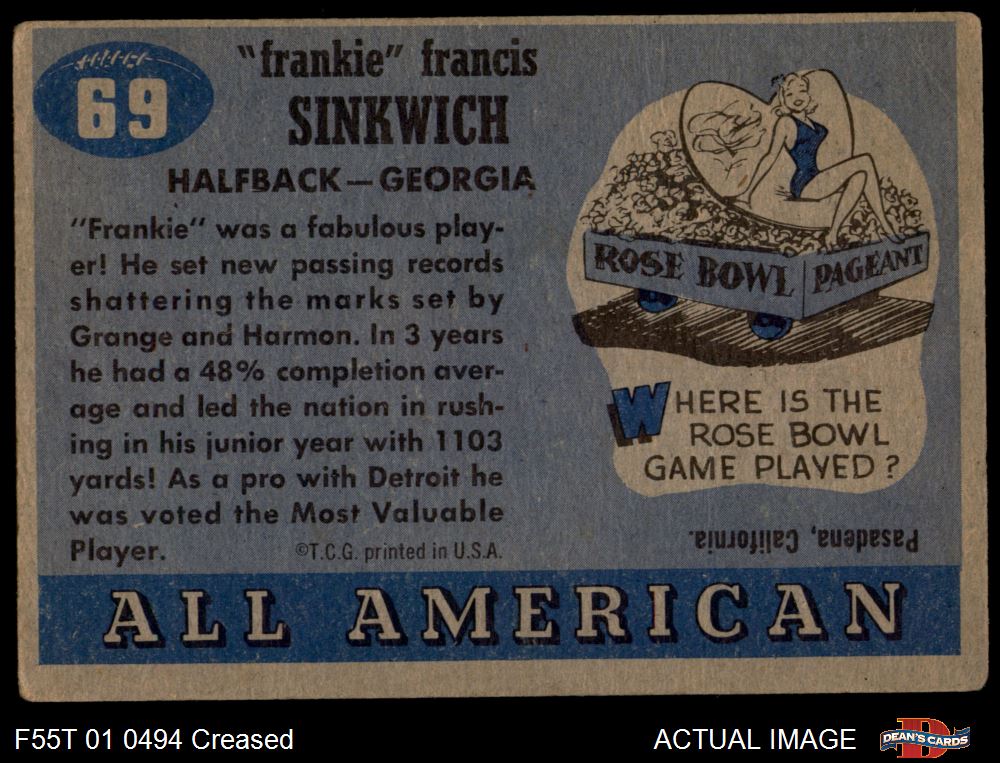 69
"frankie" francis
SINKWICH
HALFBACK—GEORGIA
"Frankie" was a fabulous play-
er! He set new passing records
shattering the marks set by
Grange and Harmon. In 3 years
he had a 48% completion aver-
age and led the nation in rush-
ing in his junior year with 1103
yards! As a pro with Detroit he
was voted the Most Valuable
Player.
©T.C.G. printed in U.S.A.
ROSE BOWL PAGEANT
WHERE IS THE
ROSE BOWL
GAME PLAYED?
Pasadena, California.
ALL AMERICAN
F55T 01 0494 Creased
ACTUAL IMAGE
D
DEAN'S CARDS